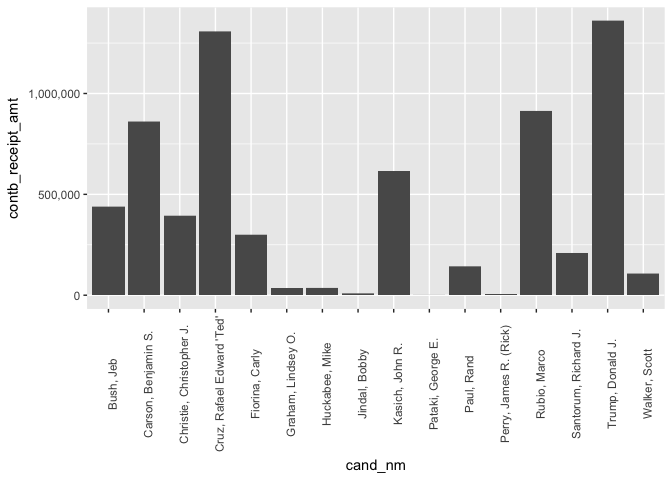 contb_receipt_amt
1,000,000
500,000
0
Bush, Jeb
Carson, Benjamin S.
Christie, Christopher J.
Cruz, Rafael Edward 'Ted'
Fiorina, Carly
Graham, Lindsey O.
Huckabee, Mike
Jindal, Bobby
Kasich, John R.
Pataki, George E.
Paul, Rand
Perry, James R. (Rick)
Rubio, Marco
Santorum, Richard J.
Trump, Donald J.
Walker, Scott
cand_nm